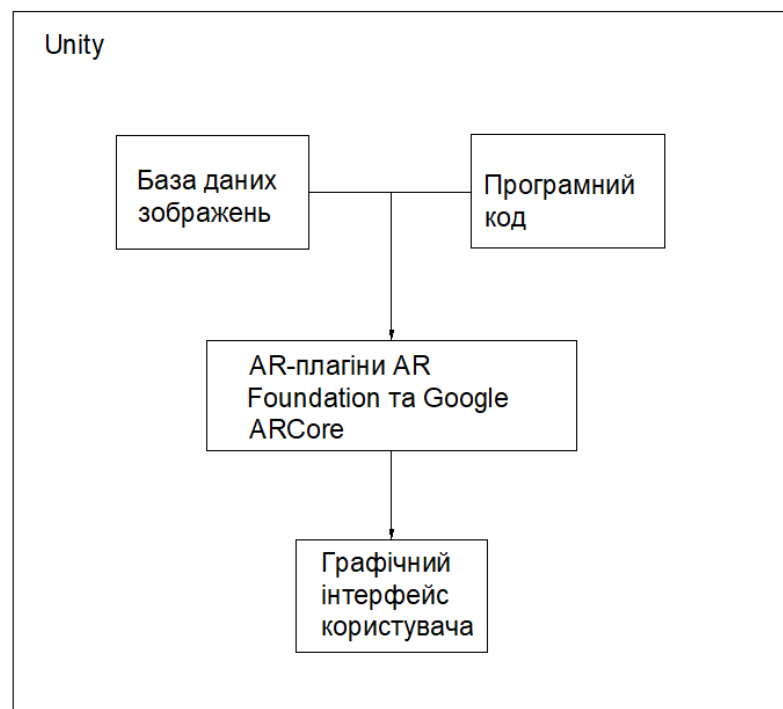 Unity
База даних
зображень
Програмний
код
AR-плагіни AR
Foundation та Google
ARCore
Графічний
інтерфейс
користувача